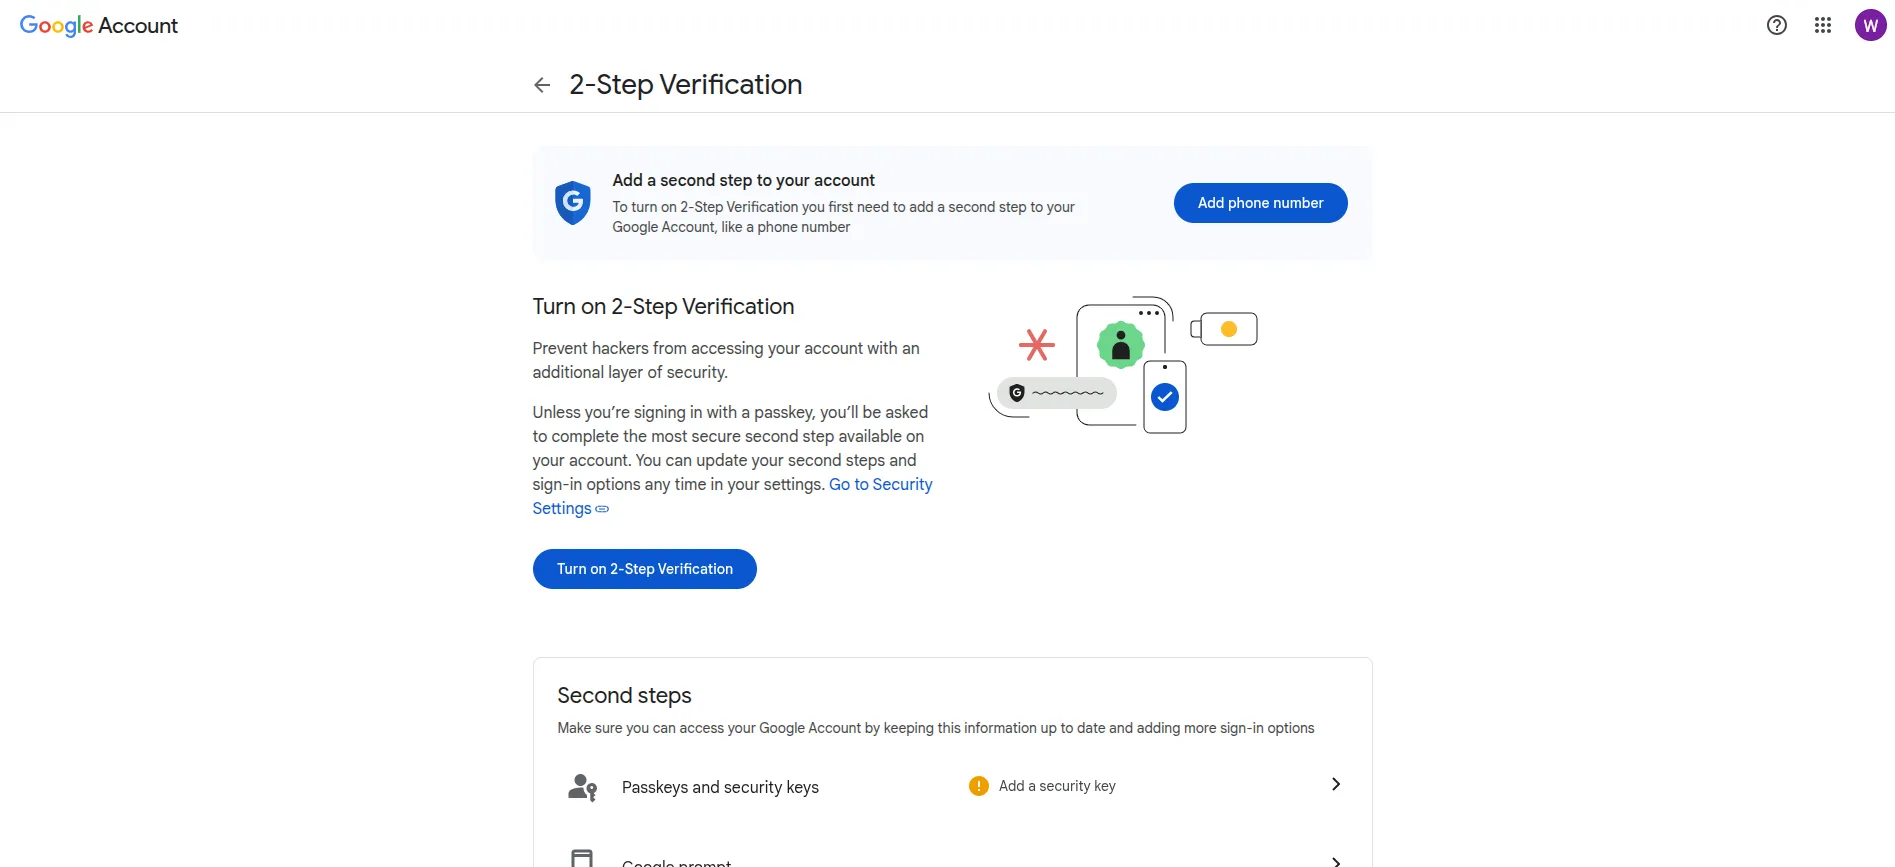 Google Account
W
2-Step Verification
Add a second step to your account
To turn on 2-Step Verification you first need to add a second step to your
Google Account, like a phone number
Add phone number
Turn on 2-Step Verification
Prevent hackers from accessing your account with an
additional layer of security.
Unless you’re signing in with a passkey, you’ll be asked
to complete the most secure second step available on
your account. You can update your second steps and
sign-in options any time in your settings. Go to Security
Settings
Turn on 2-Step Verification
Second steps
Make sure you can access your Google Account by keeping this information up to date and adding more sign-in options
Passkeys and security keys
Add a security key
Google prompt